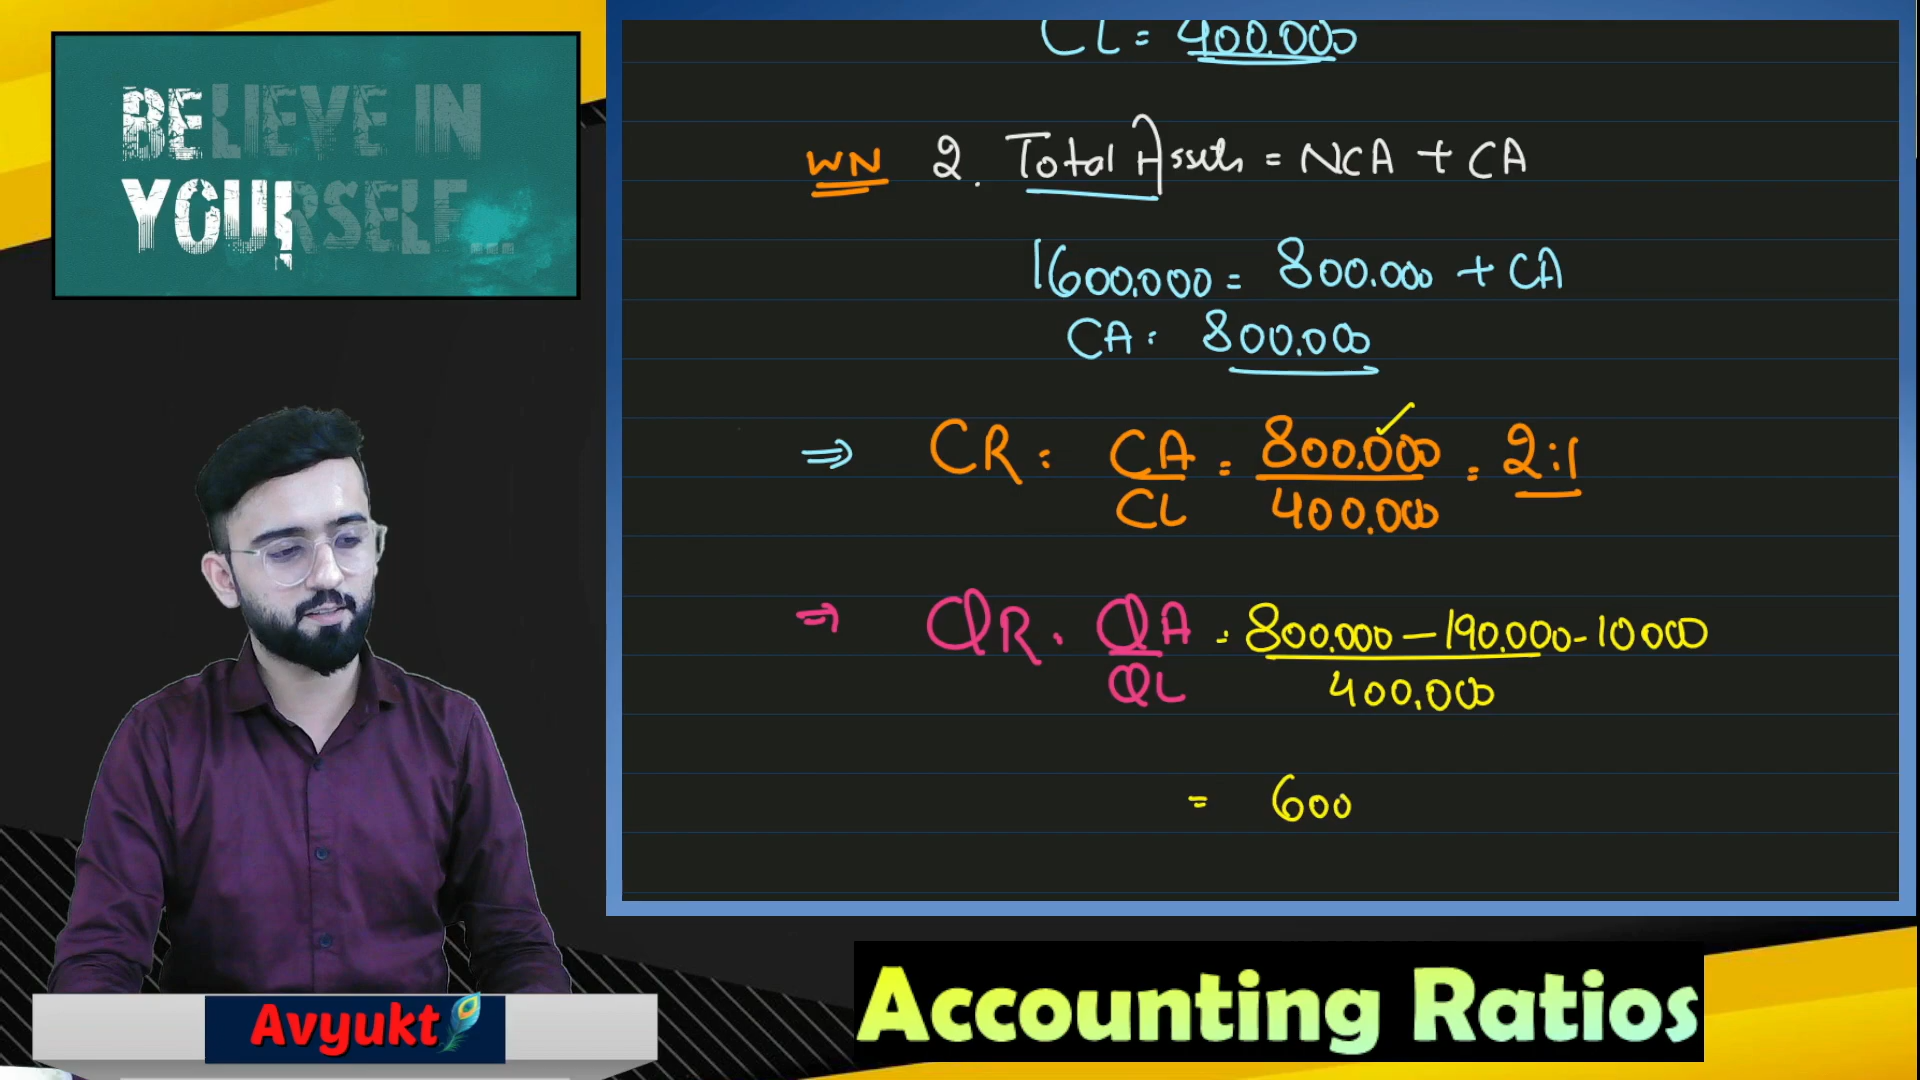 BELIEVE IN
YOURSELF...
CL = 400.000
WN 2. Total Assets = NCA + CA
1600.000 = 800.000 + CA
CA : 800.000
⇒ CR : CA/CL = 800.000/400.000 = 2:1
⇒ QR : QA/QL = 800.000 - 190.000 - 10000/400.000
= 600
Avyukt
Accounting Ratios